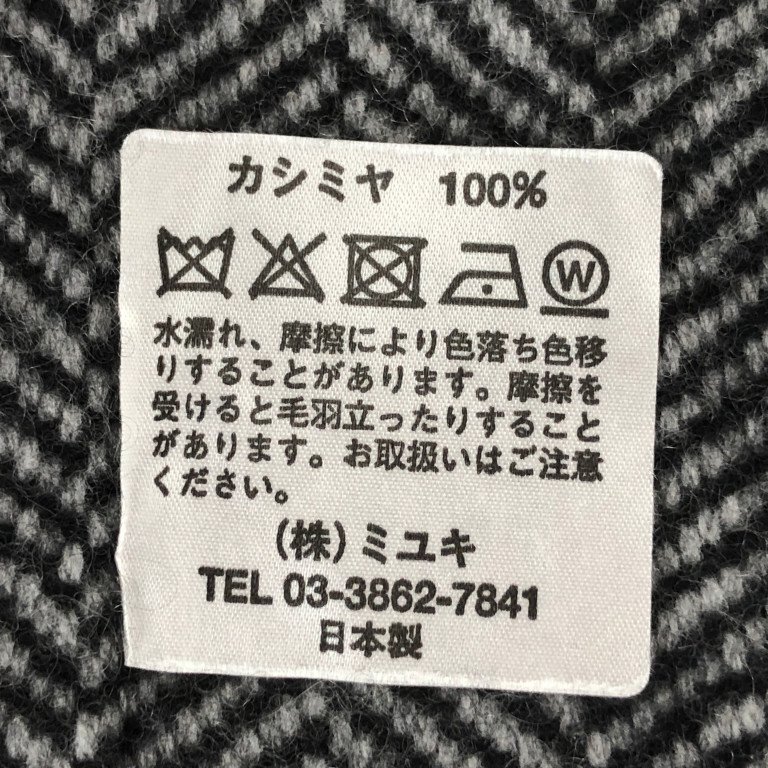 カシミヤ 100%
W
水濡れ、摩擦により色落ち色移
りすることがあります。摩擦を
受けると毛羽立ったりすること
があります。お取扱いはご注意
ください。
(株)ミユキ
TEL 03-3862-7841
日本製